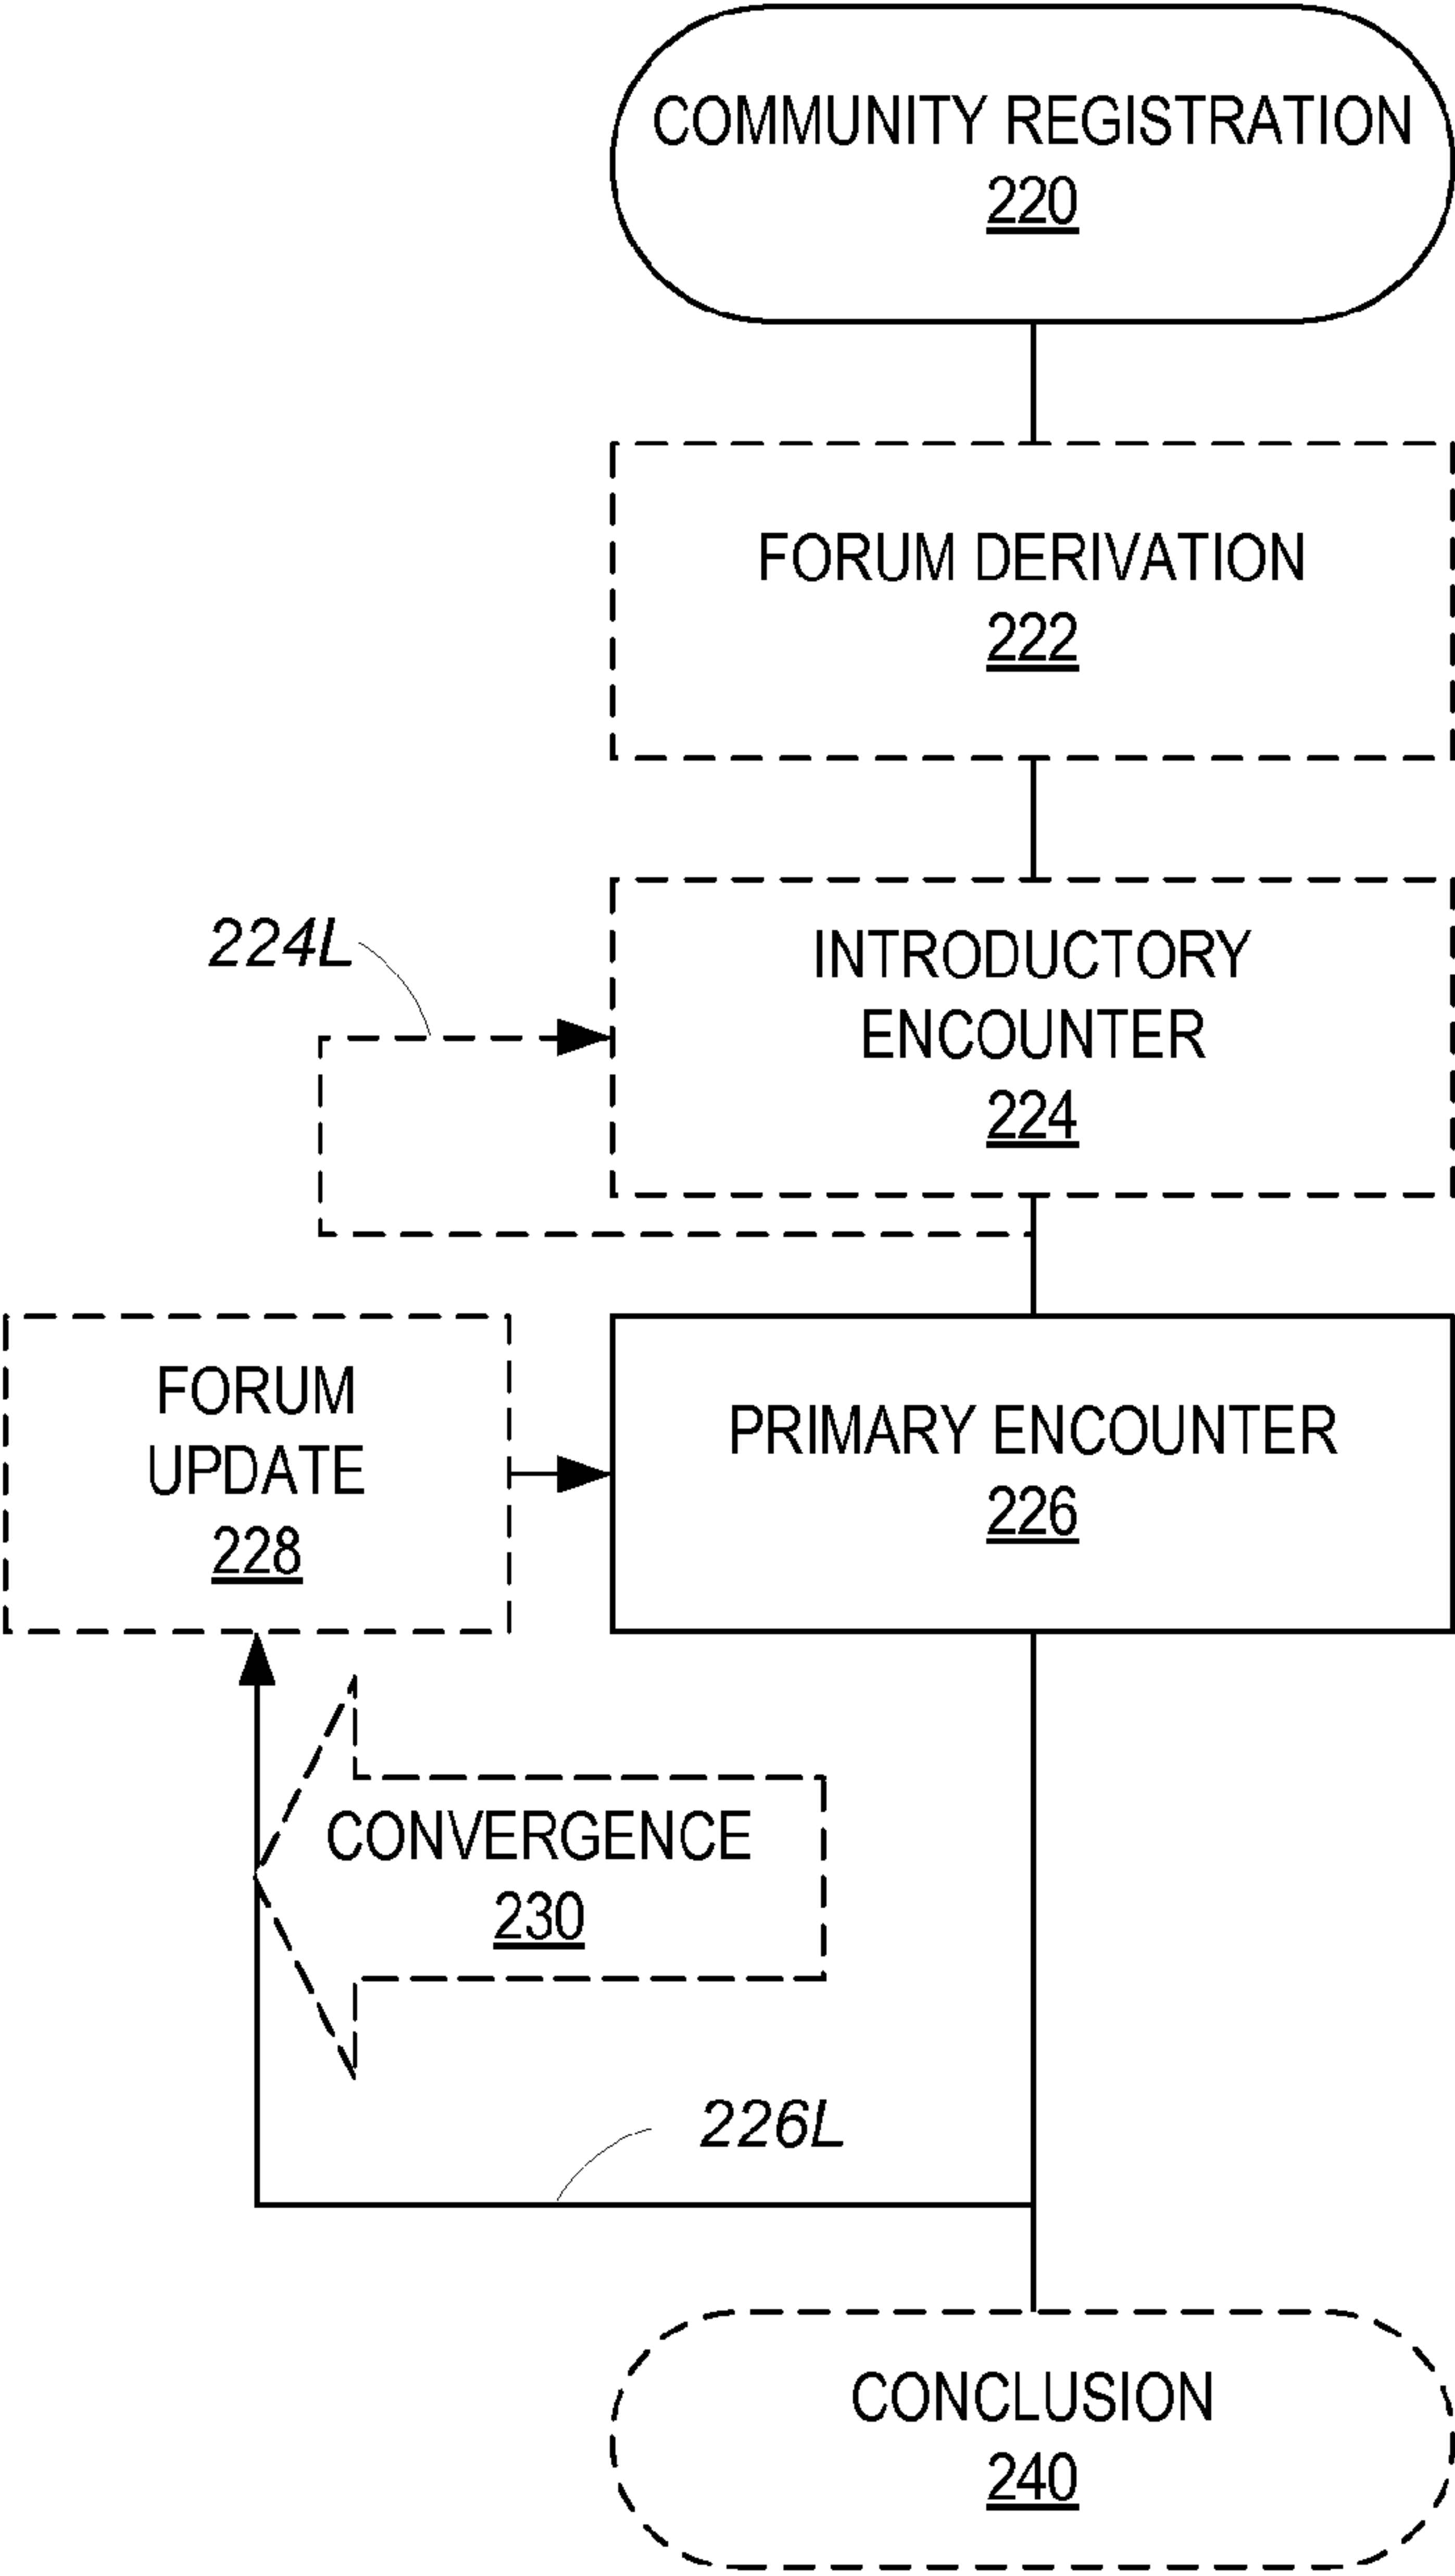 COMMUNITY REGISTRATION
220
FORUM DERIVATION
222
224L
INTRODUCTORY
ENCOUNTER
224
FORUM
UPDATE
228
PRIMARY ENCOUNTER
226
CONVERGENCE
230
226L
CONCLUSION
240